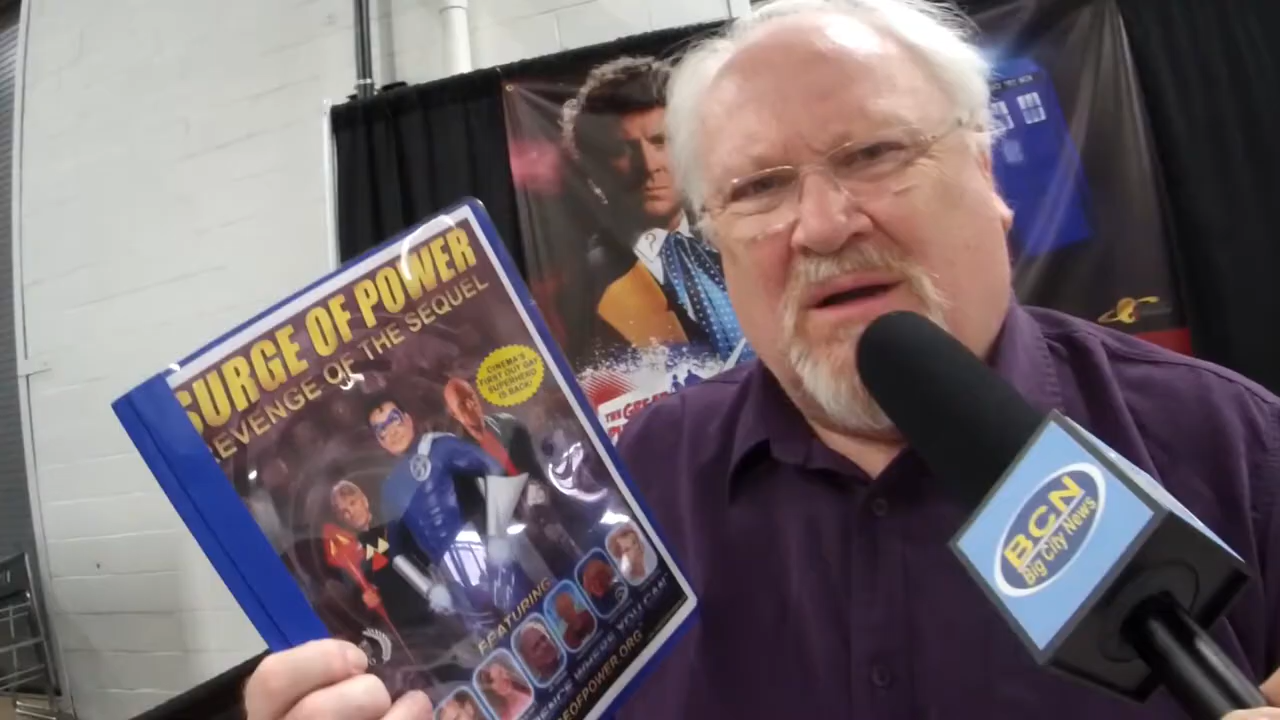 SURGE OF POWER
REVENGE OF THE SEQUEL
CINEMA'S
FIRST OUT GAY
SUPERHERO
IS BACK!
FEATURING
BCN
Big City News
THE